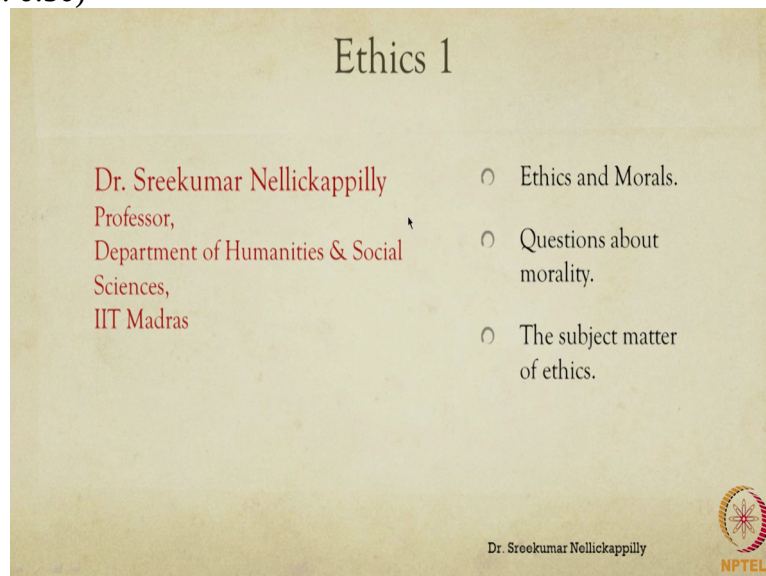 Ethics 1
Dr. Sreekumar Nellickappilly
Professor,
Department of Humanities & Social
Sciences,
IIT Madras
Ethics and Morals.
Questions about
morality.
The subject matter
of ethics.
Dr. Sreekumar Nellickappilly
NPTEL